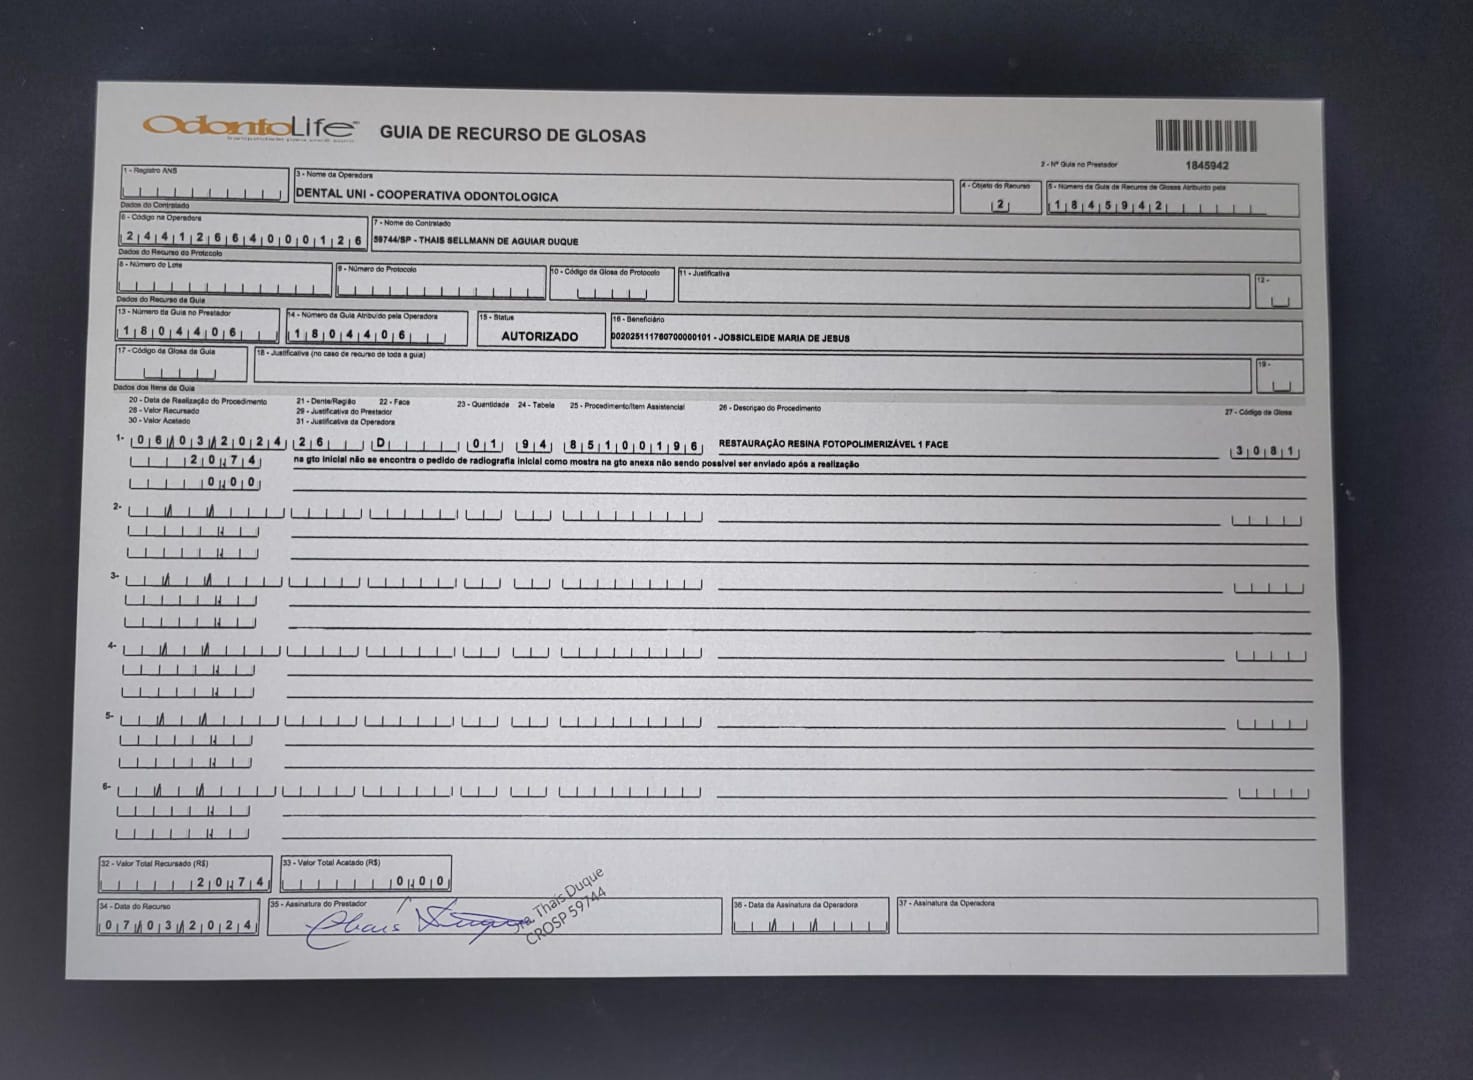 OdontoLife GUIA DE RECURSO DE GLOSAS
2 - Nº Guia no Prestador 1845942
1 - Registro ANS
3 - Nome da Operadora
DENTAL UNI - COOPERATIVA ODONTOLOGICA
4 - Objeto do Recurso
2
5 - Número da Guia de Recurso de Glosas Atribuído pela
1845942
Dados do Contratado
6 - Código na Operadora
24412664000126
7 - Nome do Contratado
59744/SP - THAIS SELLMANN DE AGUIAR DUQUE
Dados do Recurso do Protocolo
8 - Número do Lote
9 - Número do Protocolo
10 - Código da Glosa do Protocolo
11 - Justificativa
12 -
Dados do Recurso da Guia
13 - Número da Guia no Prestador
1804406
14 - Número da Guia Atribuído pela Operadora
1804406
15 - Status
AUTORIZADO
16 - Beneficiário
002025111760700000101 - JOSSICLEIDE MARIA DE JESUS
17 - Código da Glosa da Guia
18 - Justificativa (no caso de recurso de toda a guia)
19 -
Dados dos Itens da Guia
20 - Data de Realização do Procedimento 21 - Dente/Região 22 - Face 23 - Quantidade 24 - Tabela 25 - Procedimento/Item Assistencial 26 - Descriçao do Procedimento 27 - Código da Glosa
28 - Valor Recursado 29 - Justificativa do Prestador
30 - Valor Acatado 31 - Justificativa da Operadora
1- 06/03/2024 26 D 01 94 85100196 RESTAURAÇÃO RESINA FOTOPOLIMERIZÁVEL 1 FACE 3081
20,74 na gto inicial não se encontra o pedido de radiografia inicial como mostra na gto anexa não sendo possivel ser enviado após a realização
0,00
2-
3-
4-
5-
6-
32 - Valor Total Recursado (R$)
20,74
33 - Valor Total Acatado (R$)
0,00
34 - Data do Recurso
07/03/2024
35 - Assinatura do Prestador
Thais Duque
Dra. Thais Duque
CROSP 59744
36 - Data da Assinatura da Operadora
37 - Assinatura da Operadora